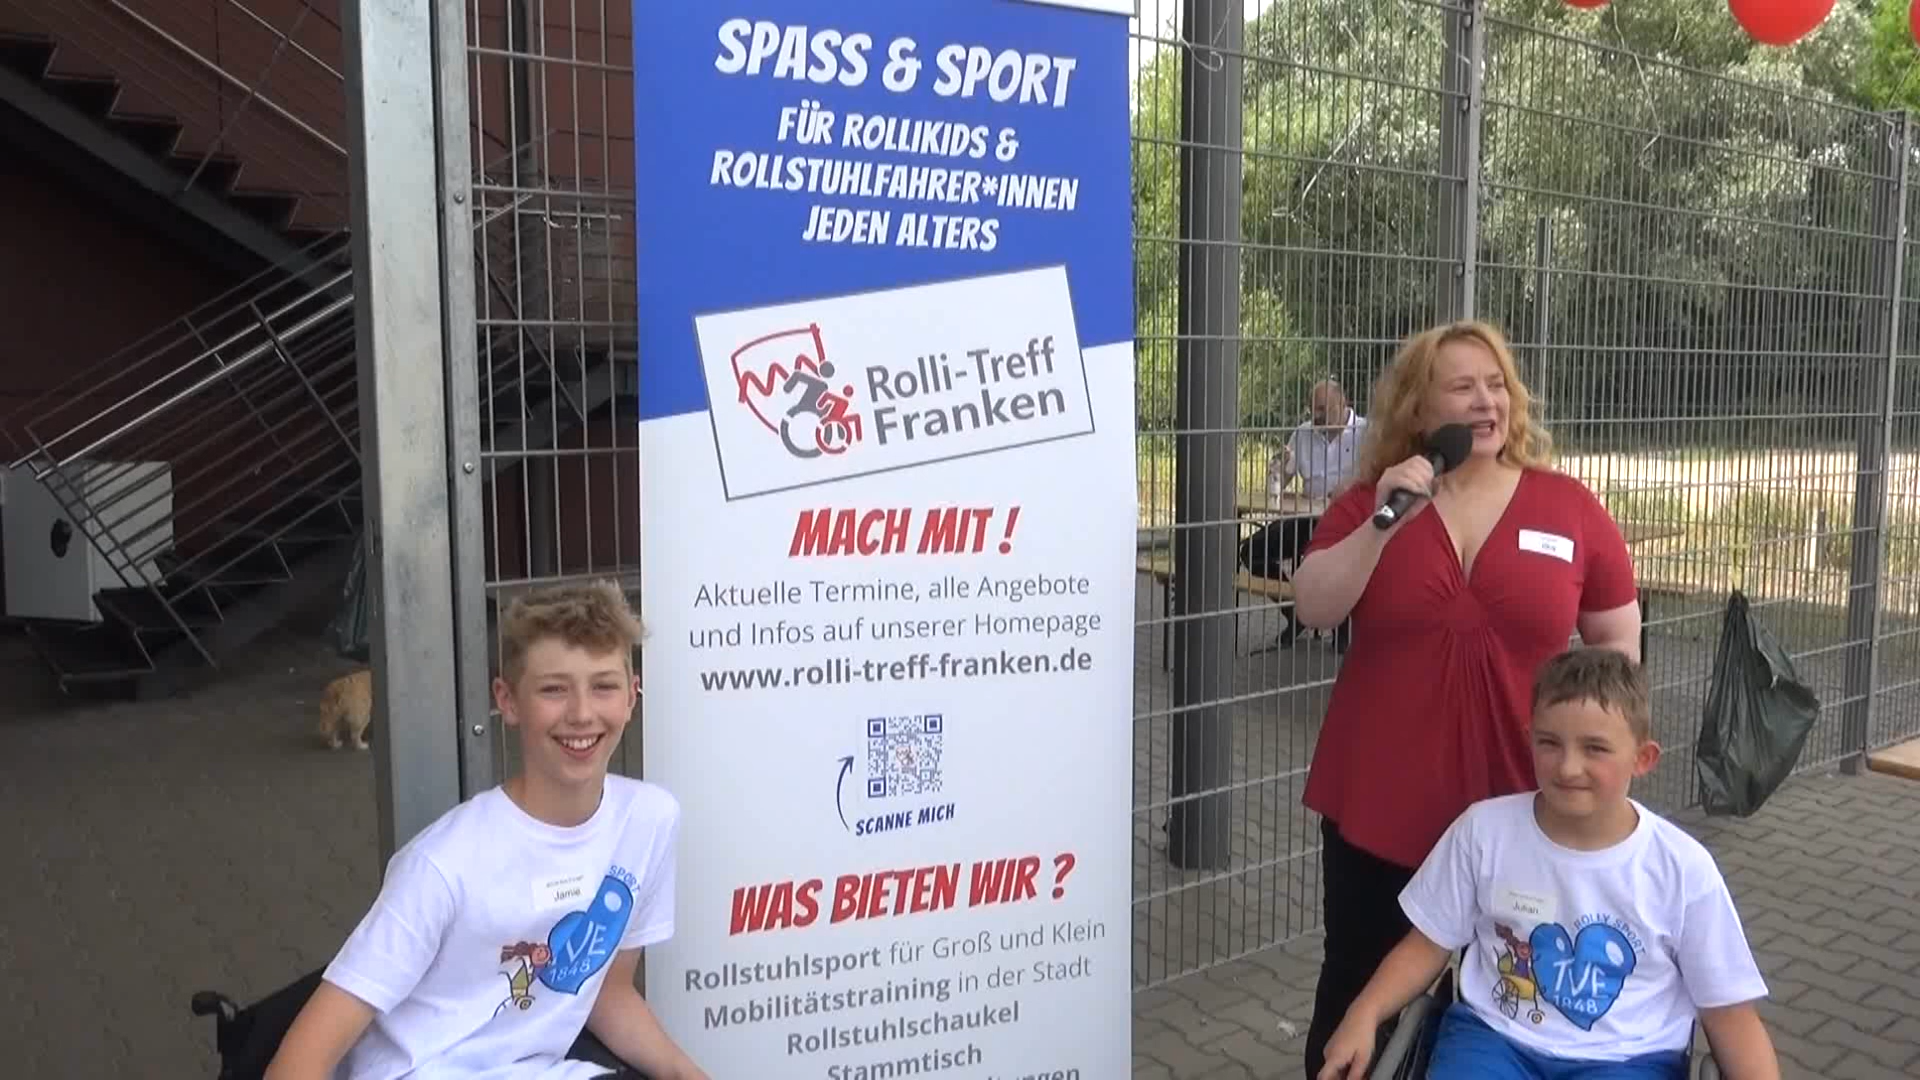 SPASS & SPORT
FÜR ROLLIKIDS &
ROLLSTUHLFAHRER*INNEN
JEDEN ALTERS
Rolli-Treff
Franken
MACH MIT !
Aktuelle Termine, alle Angebote
und Infos auf unserer Homepage
www.rolli-treff-franken.de
SCANNE MICH
WAS BIETEN WIR ?
Rollstuhlsport für Groß und Klein
Mobilitätstraining in der Stadt
Rollstuhlschaukel
Stammtisch
Jamie
SPORT
TVE
1848
Julian
ROLLY SPORT
TVE
1848